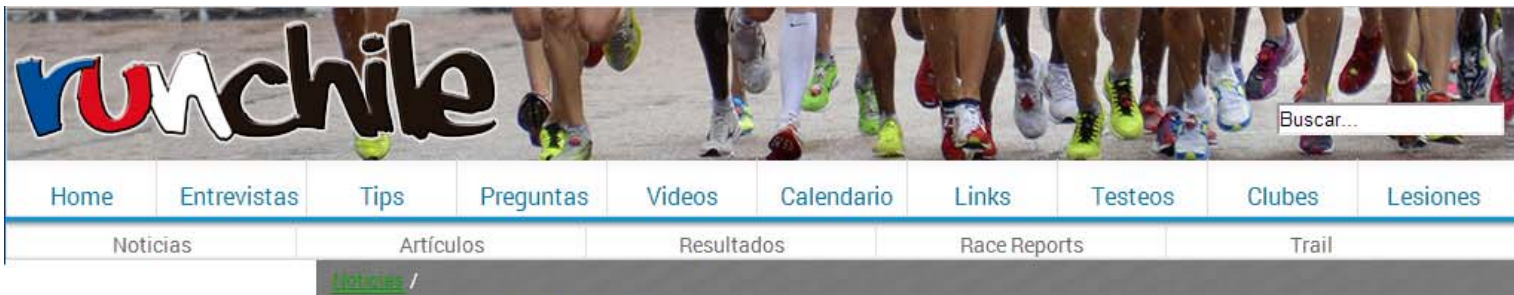 runchile
Buscar...
Home Entrevistas Tips Preguntas Videos Calendario Links Testeos Clubes Lesiones
Noticias Artículos Resultados Race Reports Trail
Noticias /